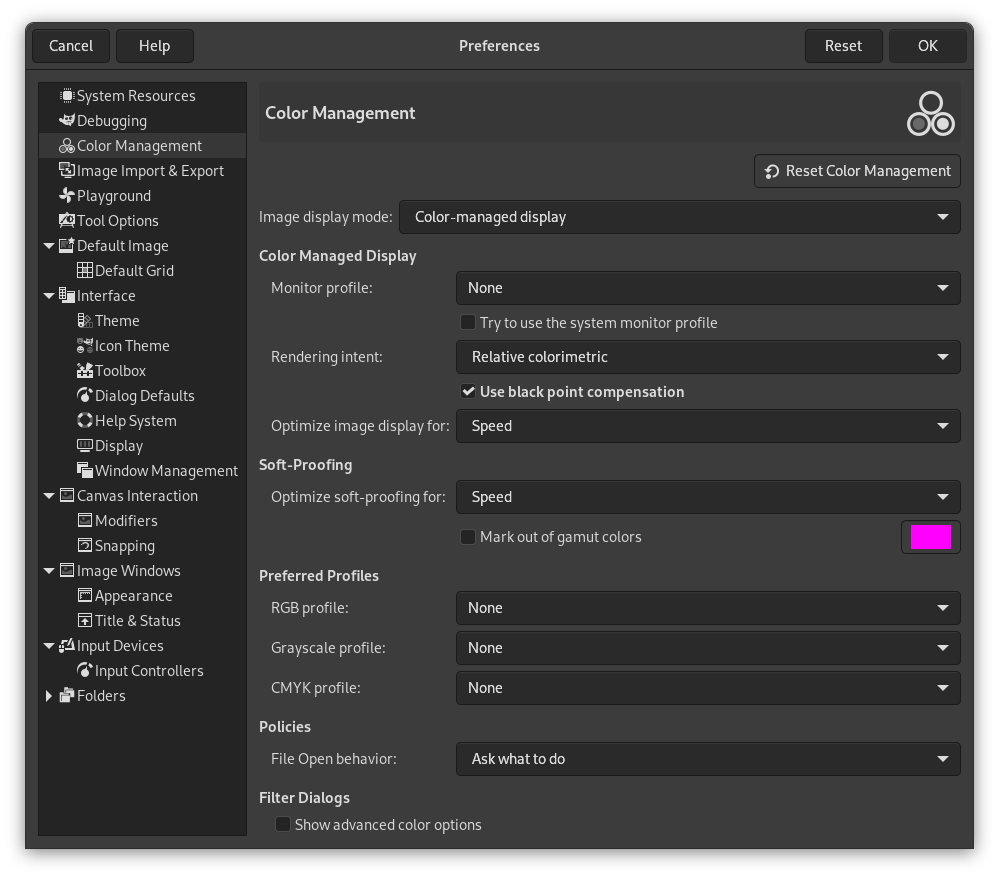 Cancel Help Preferences Reset OK
System Resources
Debugging
Color Management
Image Import & Export
Playground
Tool Options
Default Image
Default Grid
Interface
Theme
Icon Theme
Toolbox
Dialog Defaults
Help System
Display
Window Management
Canvas Interaction
Modifiers
Snapping
Image Windows
Appearance
Title & Status
Input Devices
Input Controllers
Folders
Color Management
Reset Color Management
Image display mode: Color-managed display
Color Managed Display
Monitor profile: None
Try to use the system monitor profile
Rendering intent: Relative colorimetric
Use black point compensation
Optimize image display for: Speed
Soft-Proofing
Optimize soft-proofing for: Speed
Mark out of gamut colors
Preferred Profiles
RGB profile: None
Grayscale profile: None
CMYK profile: None
Policies
File Open behavior: Ask what to do
Filter Dialogs
Show advanced color options